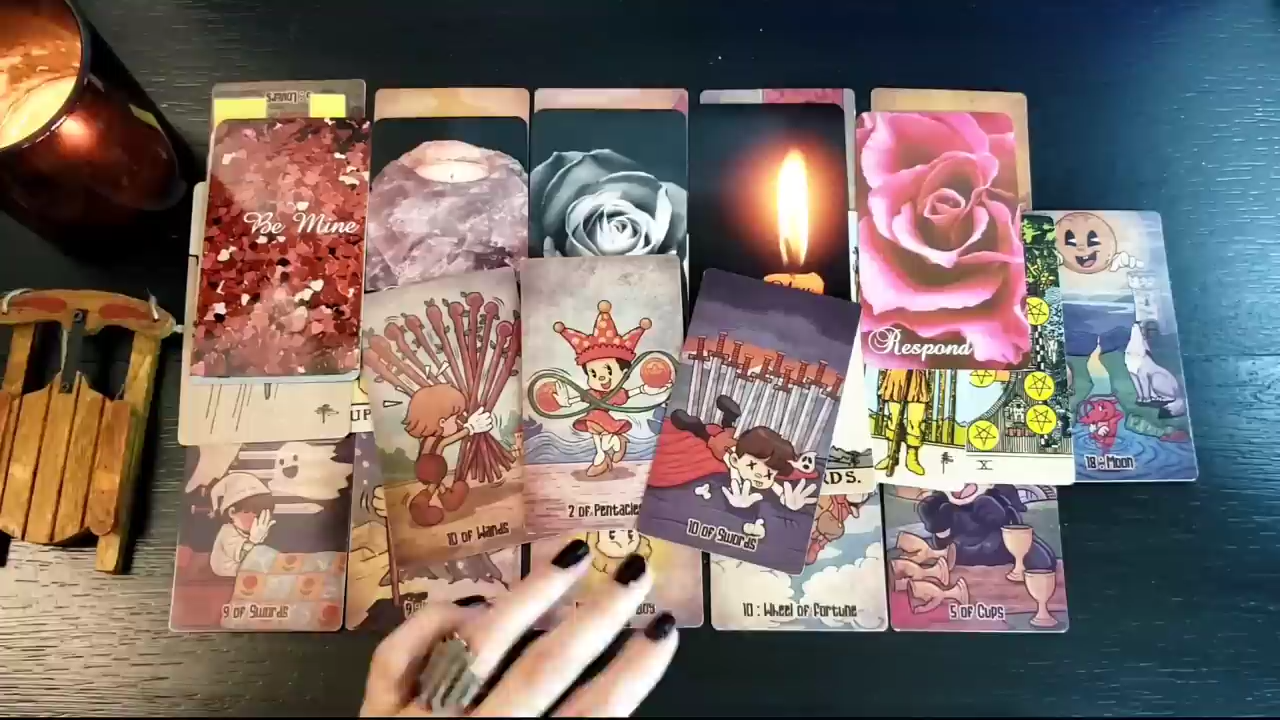 Be Mine
Respond
10 of Wands
2 of Pentacles
10 of Swords
DS.
X
18 : Moon
9 of Swords
10 : Wheel of Fortune
5 of Cups